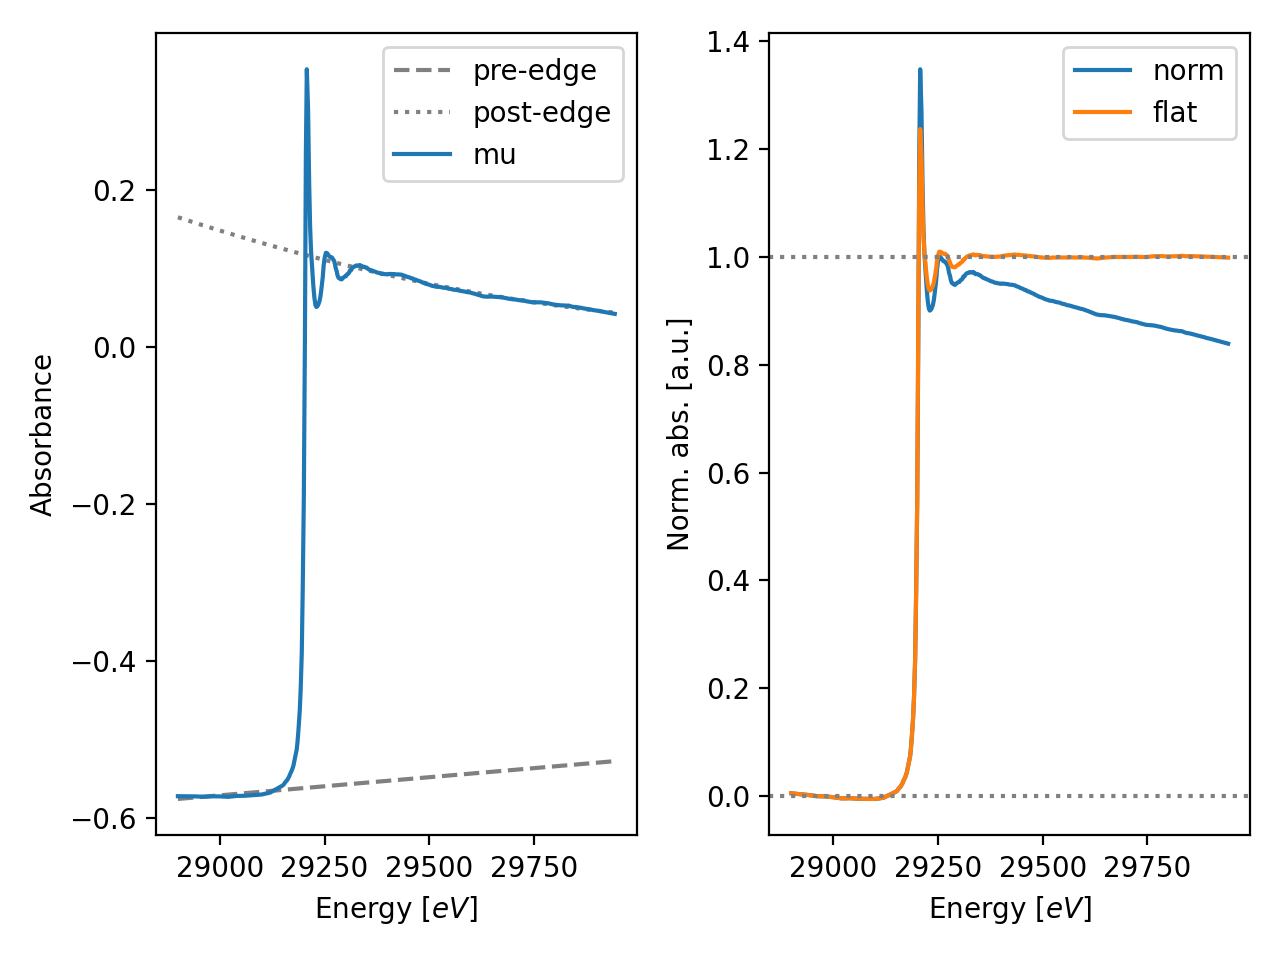 pre-edge
post-edge
mu
0.2
0.0
−0.2
−0.4
−0.6
Absorbance
29000 29250 29500 29750
Energy [eV]
norm
flat
1.4
1.2
1.0
0.8
0.6
0.4
0.2
0.0
Norm. abs. [a.u.]
29000 29250 29500 29750
Energy [eV]